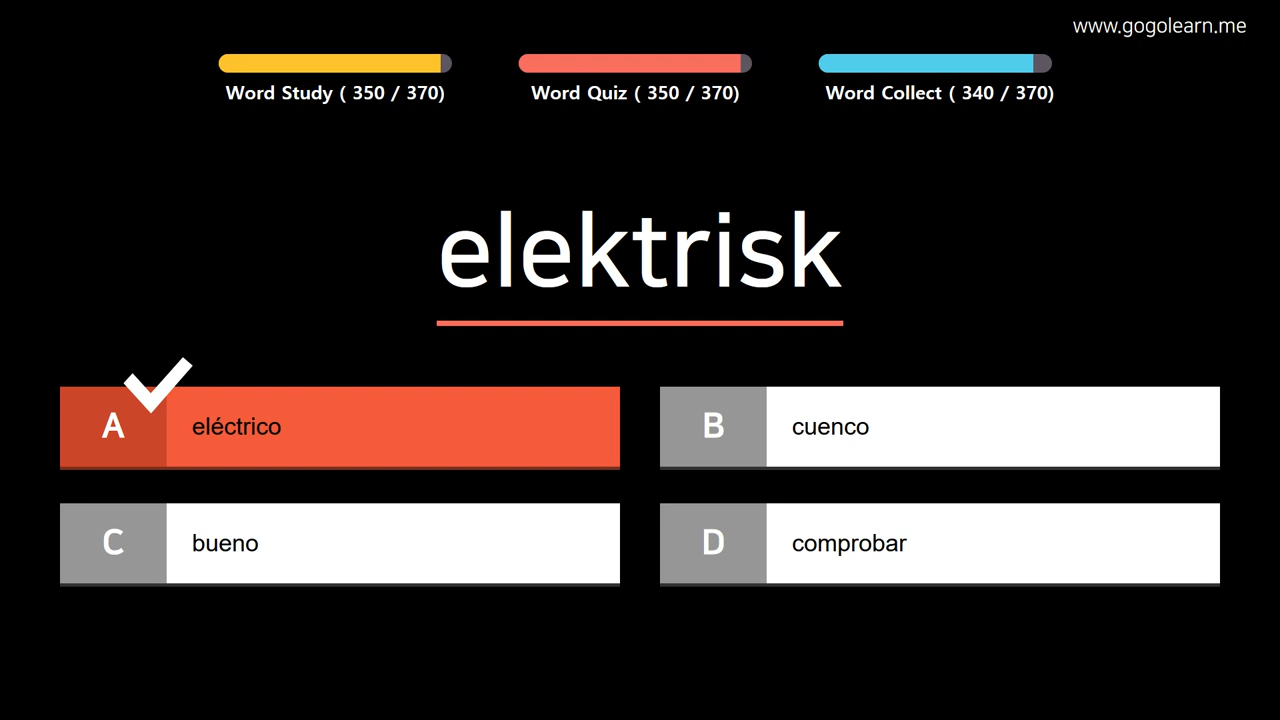 www.gogolearn.me
Word Study ( 350 / 370)
Word Quiz ( 350 / 370)
Word Collect ( 340 / 370)
elektrisk
A eléctrico
B cuenco
C bueno
D comprobar